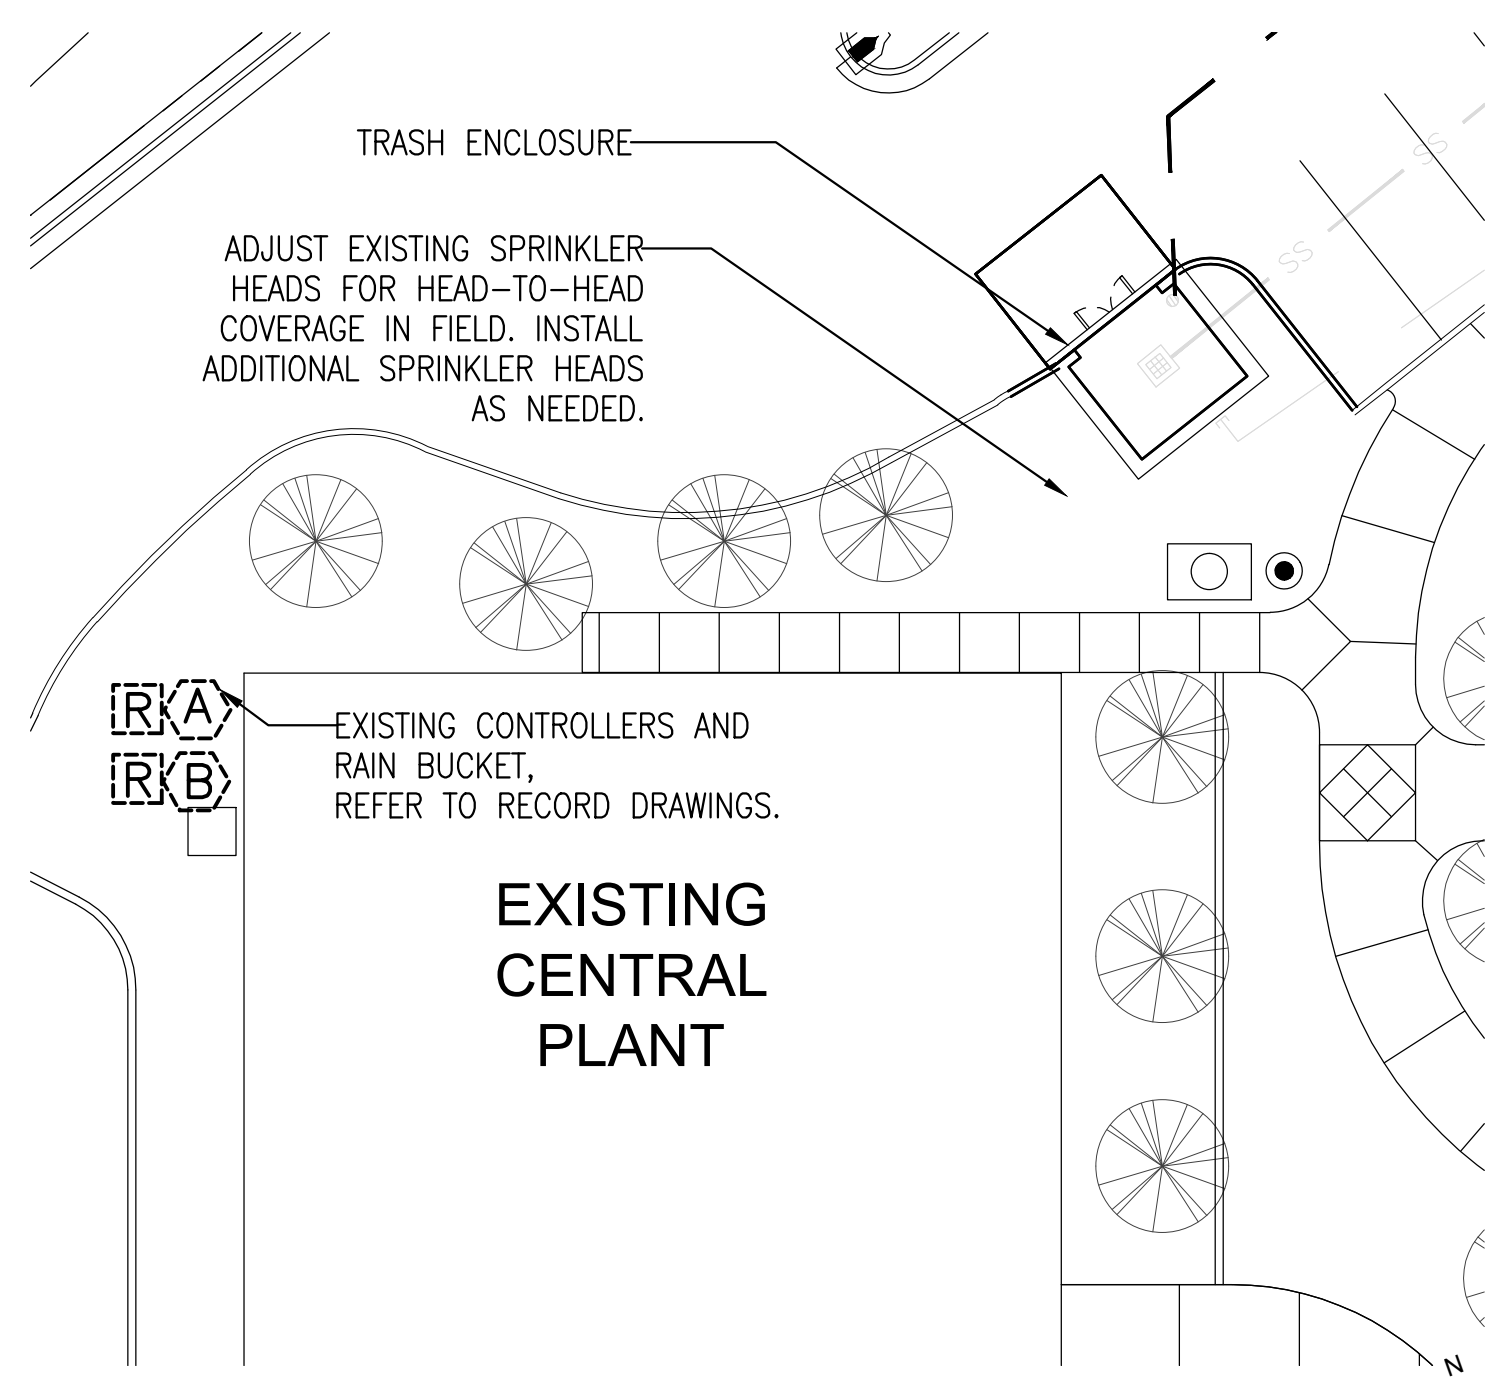 TRASH ENCLOSURE
ADJUST EXISTING SPRINKLER
HEADS FOR HEAD-TO-HEAD
COVERAGE IN FIELD. INSTALL
ADDITIONAL SPRINKLER HEADS
AS NEEDED.
SS
SS
e
T
R A
R B
EXISTING CONTROLLERS AND
RAIN BUCKET,
REFER TO RECORD DRAWINGS.
EXISTING
CENTRAL
PLANT
N